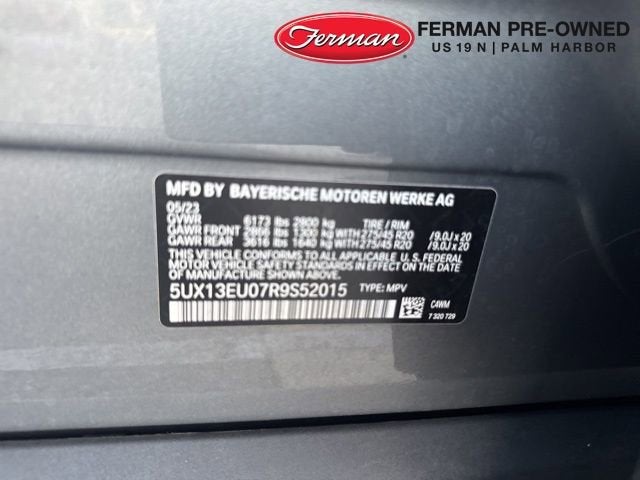 Ferman
FERMAN PRE-OWNED
US 19 N | PALM HARBOR
MFD BY BAYERISCHE MOTOREN WERKE AG
05/23
GVWR 6173 lbs 2800 kg TIRE / RIM
GAWR FRONT 2866 lbs 1300 kg WITH 275/45 R20 /9.0J x 20
GAWR REAR 3616 lbs 1640 kg WITH 275/45 R20 /9.0J x 20
THIS VEHICLE CONFORMS TO ALL APPLICABLE U. S. FEDERAL
MOTOR VEHICLE SAFETY STANDARDS IN EFFECT ON THE
DATE OF MANUFACTURE SHOWN ABOVE.
5UX13EU07R9S52015 TYPE: MPV
C4WM
7 320 729